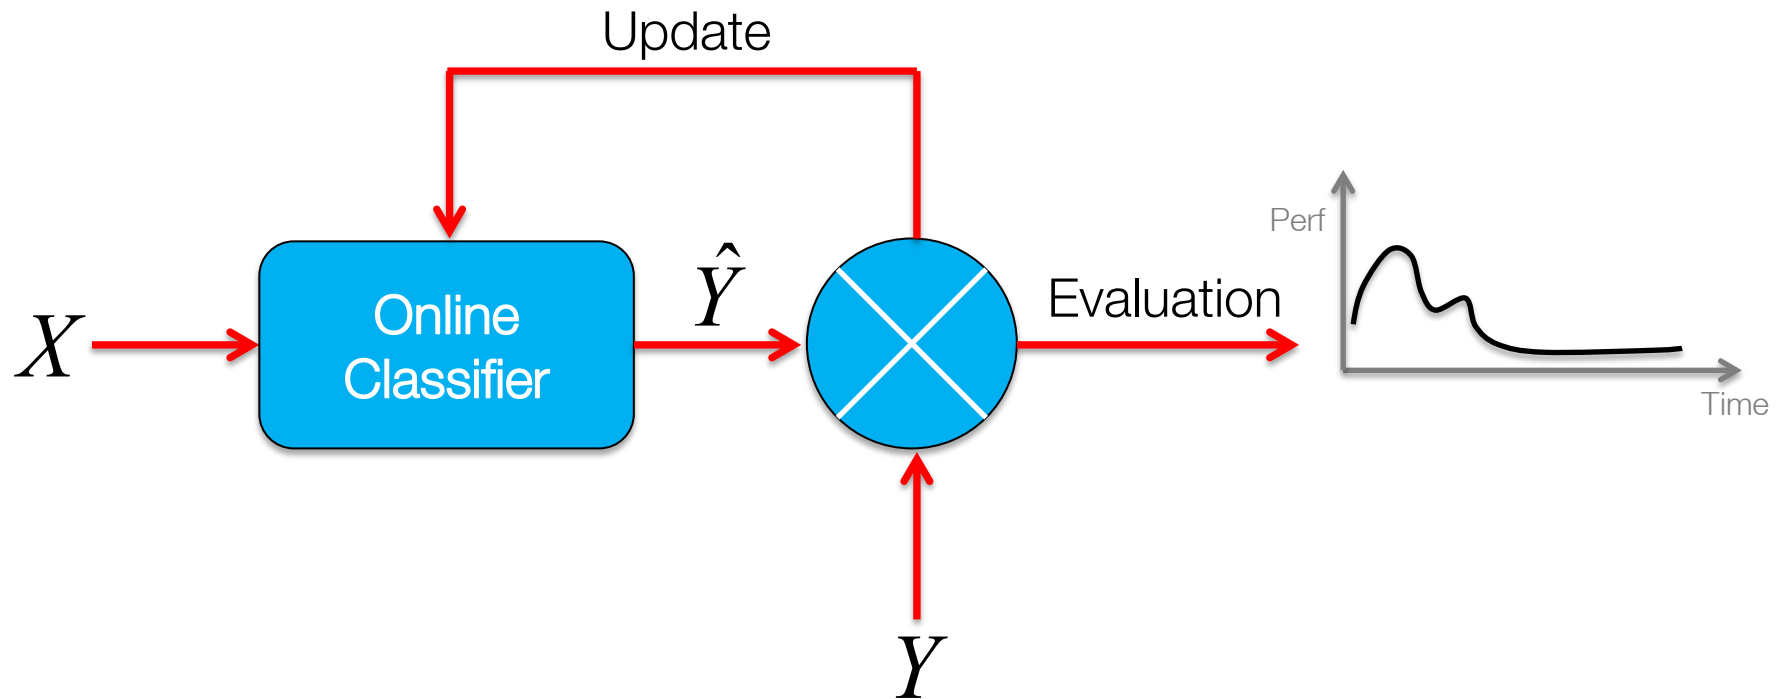 Update
X
Online
Classifier
Ŷ
Evaluation
Perf
Time
Y